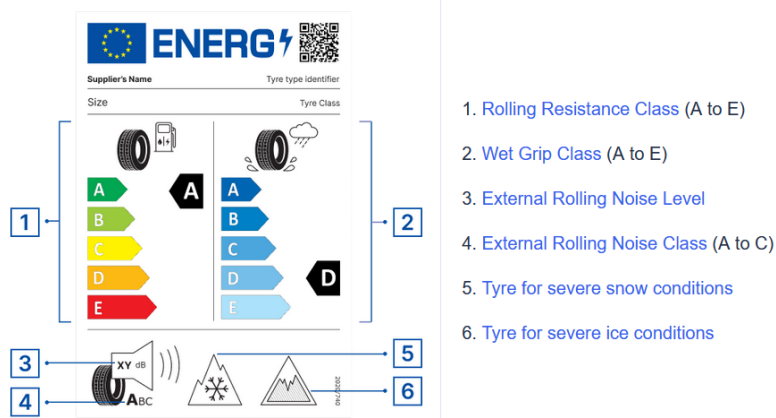 ENERG
Supplier's Name Tyre type identifier
Size Tyre Class
A A A
B B
C C
D D D
E E
1
2
XY dB
ABC
2020/740
3
4
5
6
1. Rolling Resistance Class (A to E)
2. Wet Grip Class (A to E)
3. External Rolling Noise Level
4. External Rolling Noise Class (A to C)
5. Tyre for severe snow conditions
6. Tyre for severe ice conditions